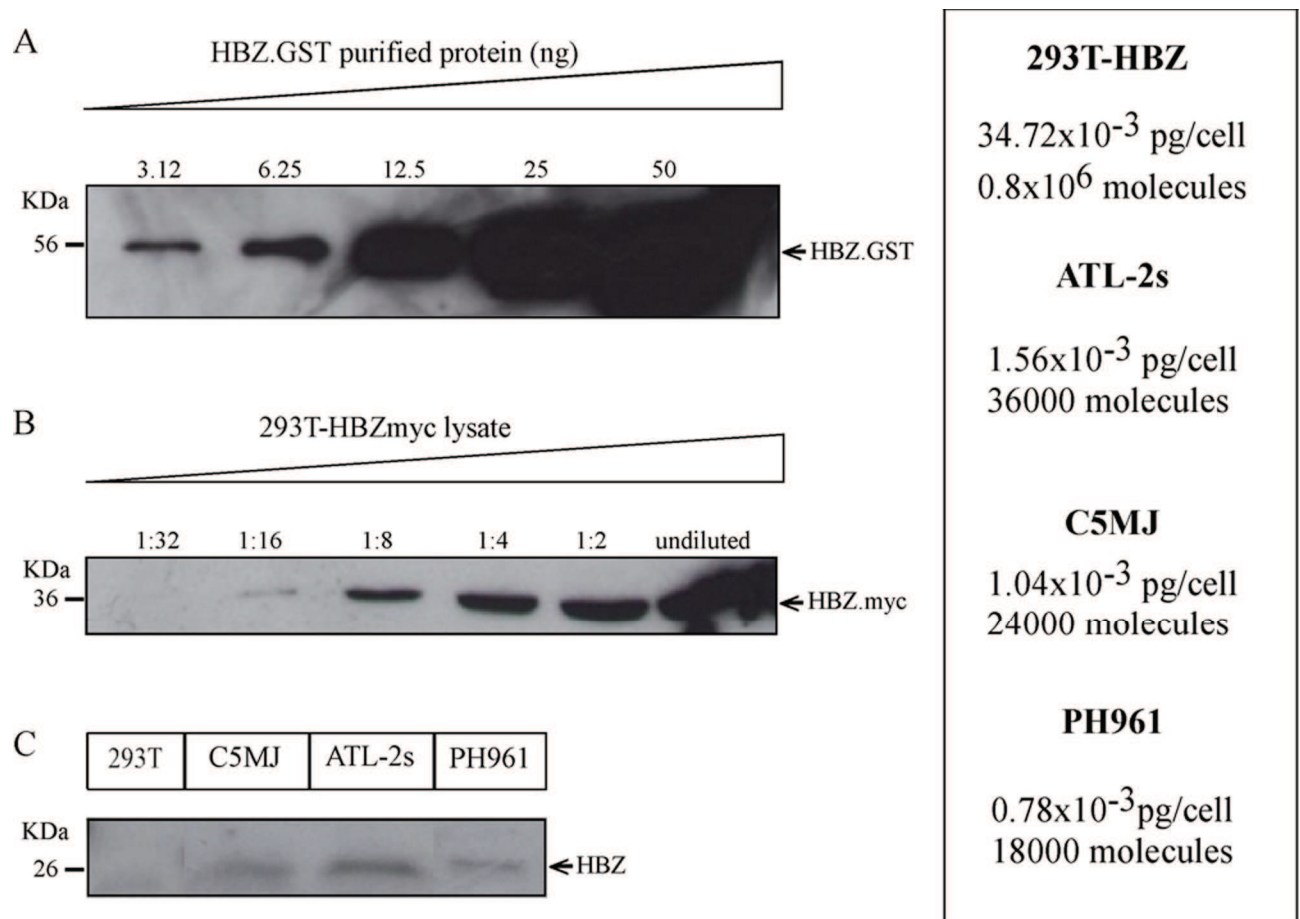 A
HBZ.GST purified protein (ng)
3.12 6.25 12.5 25 50
KDa
56
HBZ.GST
B
293T-HBZmyc lysate
1:32 1:16 1:8 1:4 1:2 undiluted
KDa
36
HBZ.myc
C
293T C5MJ ATL-2s PH961
KDa
26
HBZ
293T-HBZ
34.72x10-3 pg/cell
0.8x106 molecules
ATL-2s
1.56x10-3 pg/cell
36000 molecules
C5MJ
1.04x10-3 pg/cell
24000 molecules
PH961
0.78x10-3pg/cell
18000 molecules